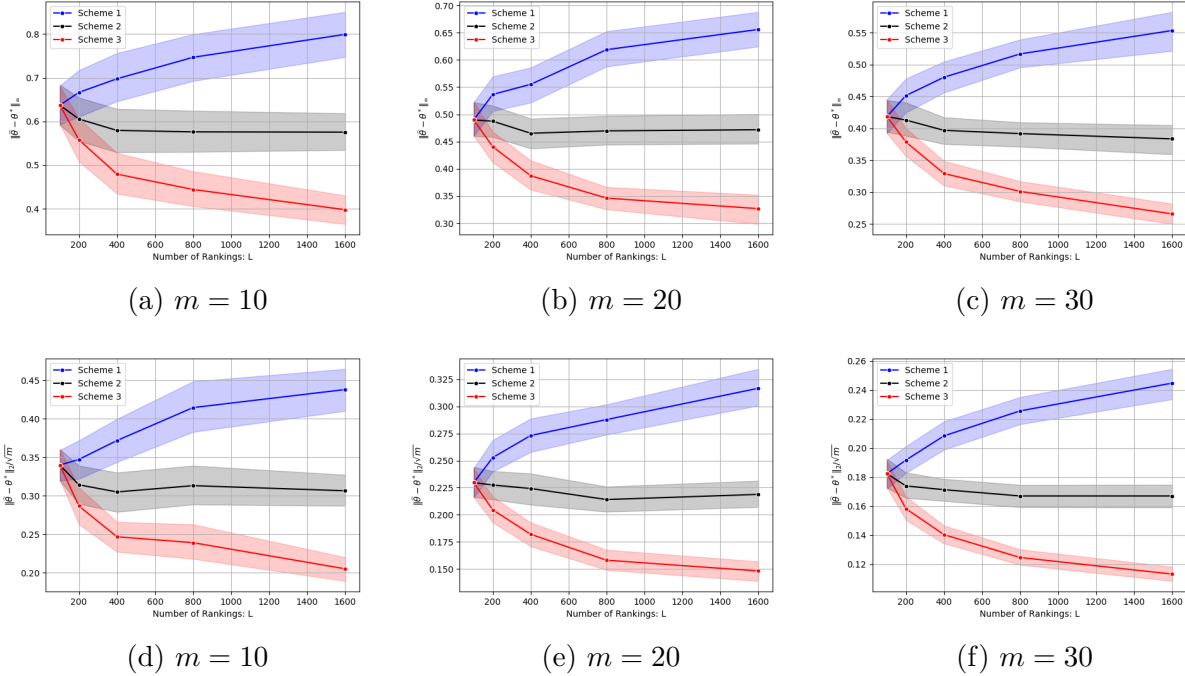 ‖θ̂ − θ*‖∞
0.8
0.7
0.6
0.5
0.4
Scheme 1
Scheme 2
Scheme 3
200 400 600 800 1000 1200 1400 1600
Number of Rankings: L
(a) m = 10
‖θ̂ − θ*‖∞
0.70
0.65
0.60
0.55
0.50
0.45
0.40
0.35
0.30
Scheme 1
Scheme 2
Scheme 3
200 400 600 800 1000 1200 1400 1600
Number of Rankings: L
(b) m = 20
‖θ̂ − θ*‖∞
0.55
0.50
0.45
0.40
0.35
0.30
0.25
Scheme 1
Scheme 2
Scheme 3
200 400 600 800 1000 1200 1400 1600
Number of Rankings: L
(c) m = 30
‖θ̂ − θ*‖₂/√m
0.45
0.40
0.35
0.30
0.25
0.20
Scheme 1
Scheme 2
Scheme 3
200 400 600 800 1000 1200 1400 1600
Number of Rankings: L
(d) m = 10
‖θ̂ − θ*‖₂/√m
0.325
0.300
0.275
0.250
0.225
0.200
0.175
0.150
Scheme 1
Scheme 2
Scheme 3
200 400 600 800 1000 1200 1400 1600
Number of Rankings: L
(e) m = 20
‖θ̂ − θ*‖₂/√m
0.26
0.24
0.22
0.20
0.18
0.16
0.14
0.12
Scheme 1
Scheme 2
Scheme 3
200 400 600 800 1000 1200 1400 1600
Number of Rankings: L
(f) m = 30